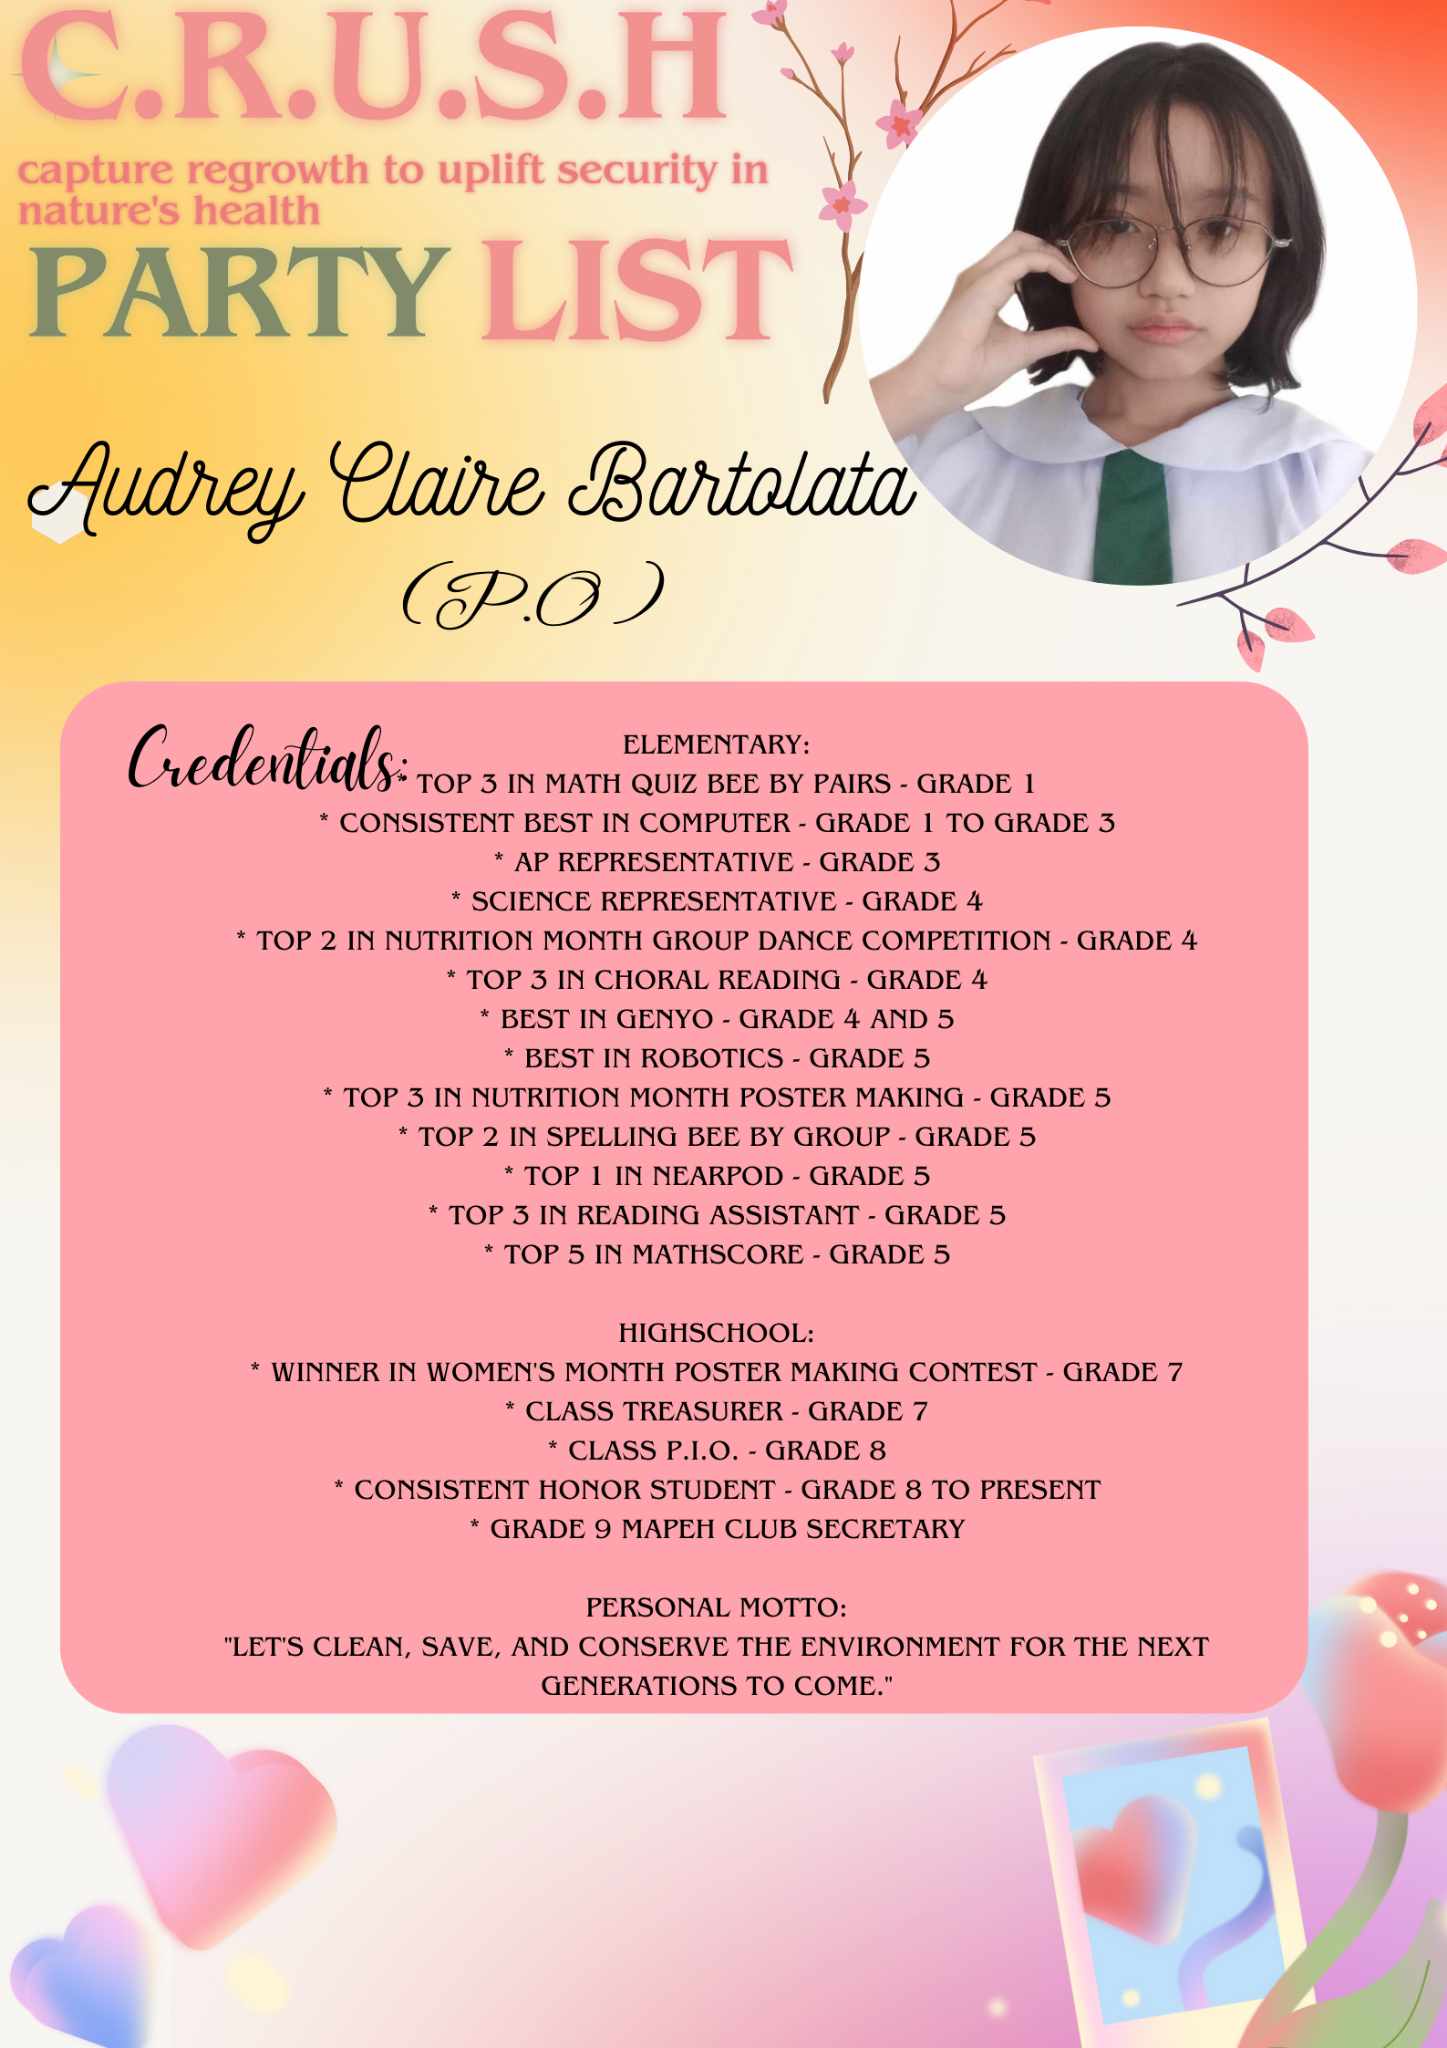 C.R.U.S.H
capture regrowth to uplift security in
nature's health
PARTY LIST
Audrey Claire Bartolata
(P.O)
Credentials:
ELEMENTARY:
* TOP 3 IN MATH QUIZ BEE BY PAIRS - GRADE 1
* CONSISTENT BEST IN COMPUTER - GRADE 1 TO GRADE 3
* AP REPRESENTATIVE - GRADE 3
* SCIENCE REPRESENTATIVE - GRADE 4
* TOP 2 IN NUTRITION MONTH GROUP DANCE COMPETITION - GRADE 4
* TOP 3 IN CHORAL READING - GRADE 4
* BEST IN GENYO - GRADE 4 AND 5
* BEST IN ROBOTICS - GRADE 5
* TOP 3 IN NUTRITION MONTH POSTER MAKING - GRADE 5
* TOP 2 IN SPELLING BEE BY GROUP - GRADE 5
* TOP 1 IN NEARPOD - GRADE 5
* TOP 3 IN READING ASSISTANT - GRADE 5
* TOP 5 IN MATHSCORE - GRADE 5
HIGHSCHOOL:
* WINNER IN WOMEN'S MONTH POSTER MAKING CONTEST - GRADE 7
* CLASS TREASURER - GRADE 7
* CLASS P.I.O. - GRADE 8
* CONSISTENT HONOR STUDENT - GRADE 8 TO PRESENT
* GRADE 9 MAPEH CLUB SECRETARY
PERSONAL MOTTO:
"LET'S CLEAN, SAVE, AND CONSERVE THE ENVIRONMENT FOR THE NEXT
GENERATIONS TO COME."